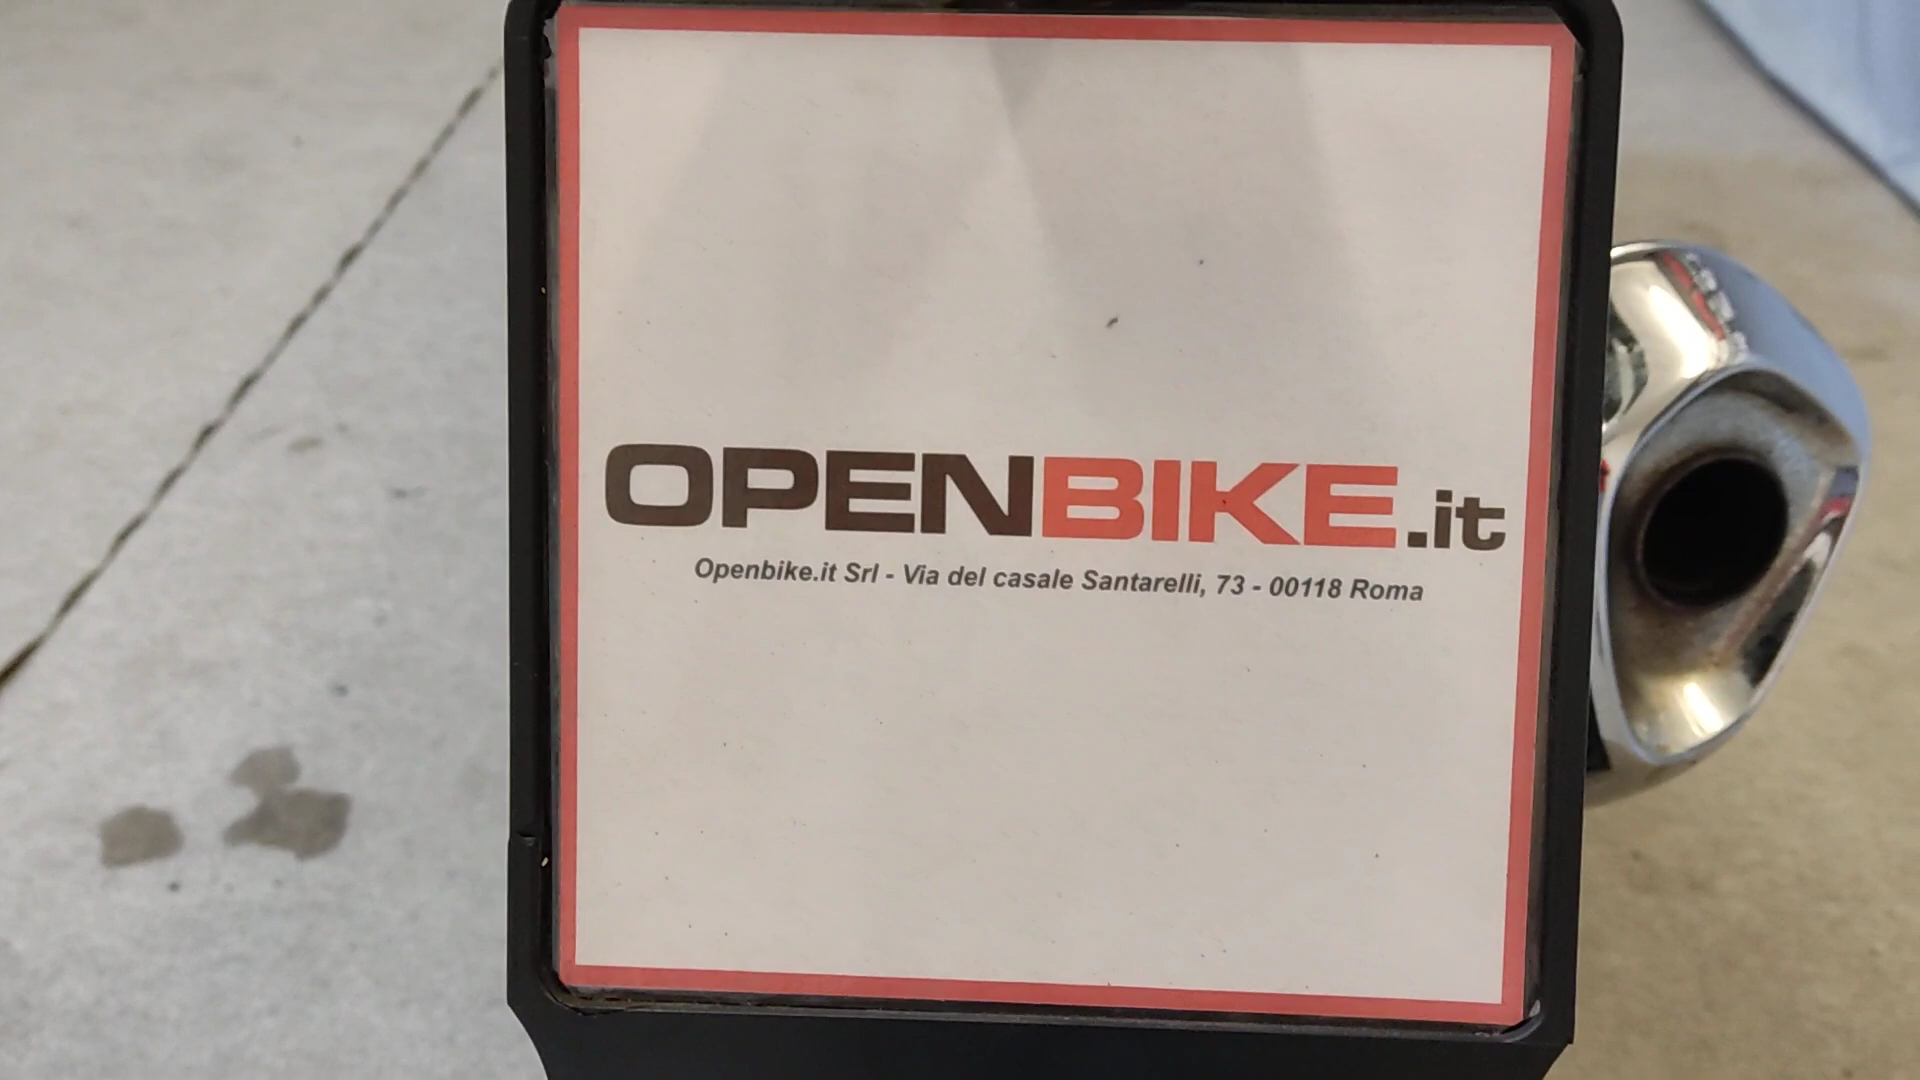 OPENBIKE.it
Openbike.it Srl - Via del casale Santarelli, 73 - 00118 Roma